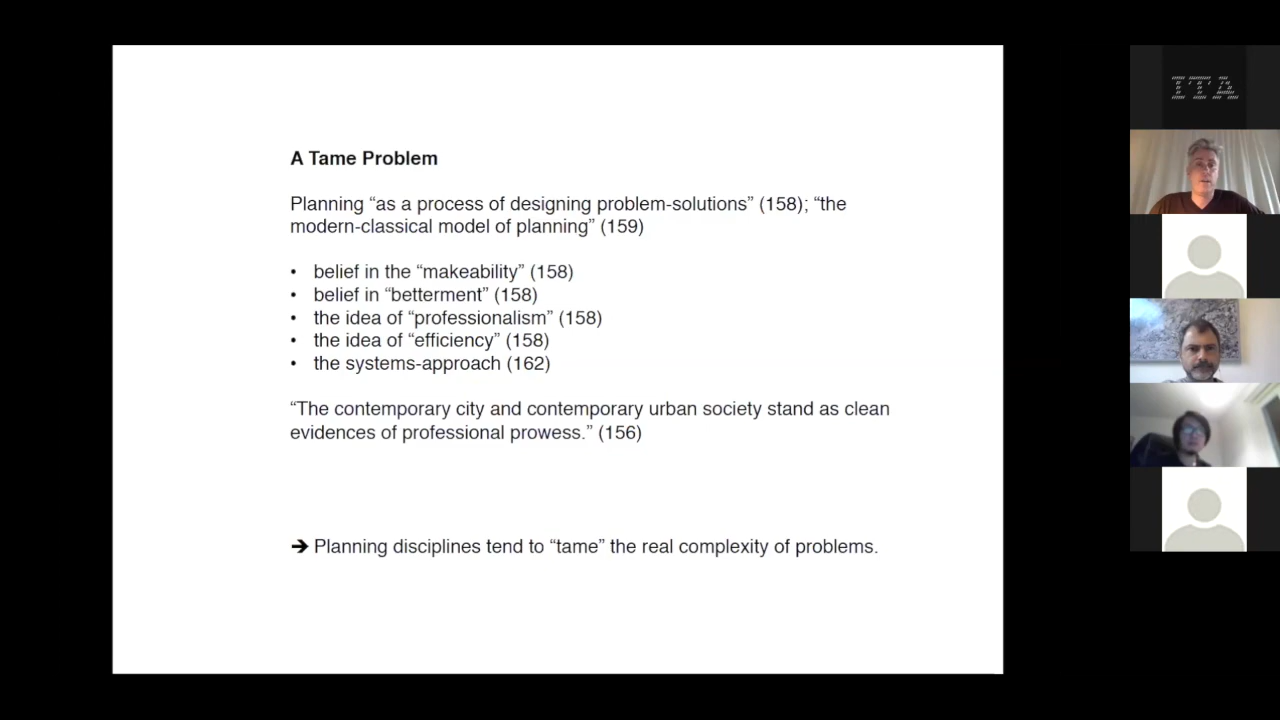 ITA
A Tame Problem
Planning “as a process of designing problem-solutions” (158); “the
modern-classical model of planning” (159)
• belief in the “makeability” (158)
• belief in “betterment” (158)
• the idea of “professionalism” (158)
• the idea of “efficiency” (158)
• the systems-approach (162)
“The contemporary city and contemporary urban society stand as clean
evidences of professional prowess.” (156)
➔ Planning disciplines tend to “tame” the real complexity of problems.